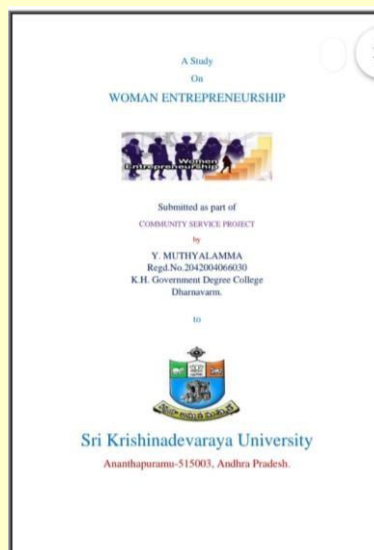 A Study
On
WOMAN ENTREPRENEURSHIP
Women
Entrepreneurship
Submitted as part of
COMMUNITY SERVICE PROJECT
by
Y. MUTHYALAMMA
Regd.No.2042004066030
K.H. Government Degree College
Dharnavarm.
to
Sri Krishinadevaraya University
Ananthapuramu-515003, Andhra Pradesh.